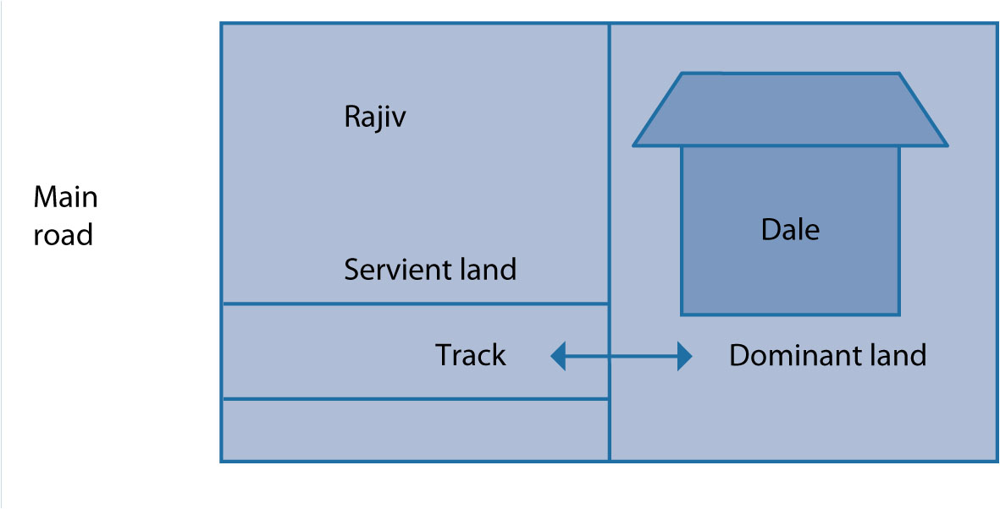 Main
road
Rajiv
Servient land
Track
Dale
Dominant land